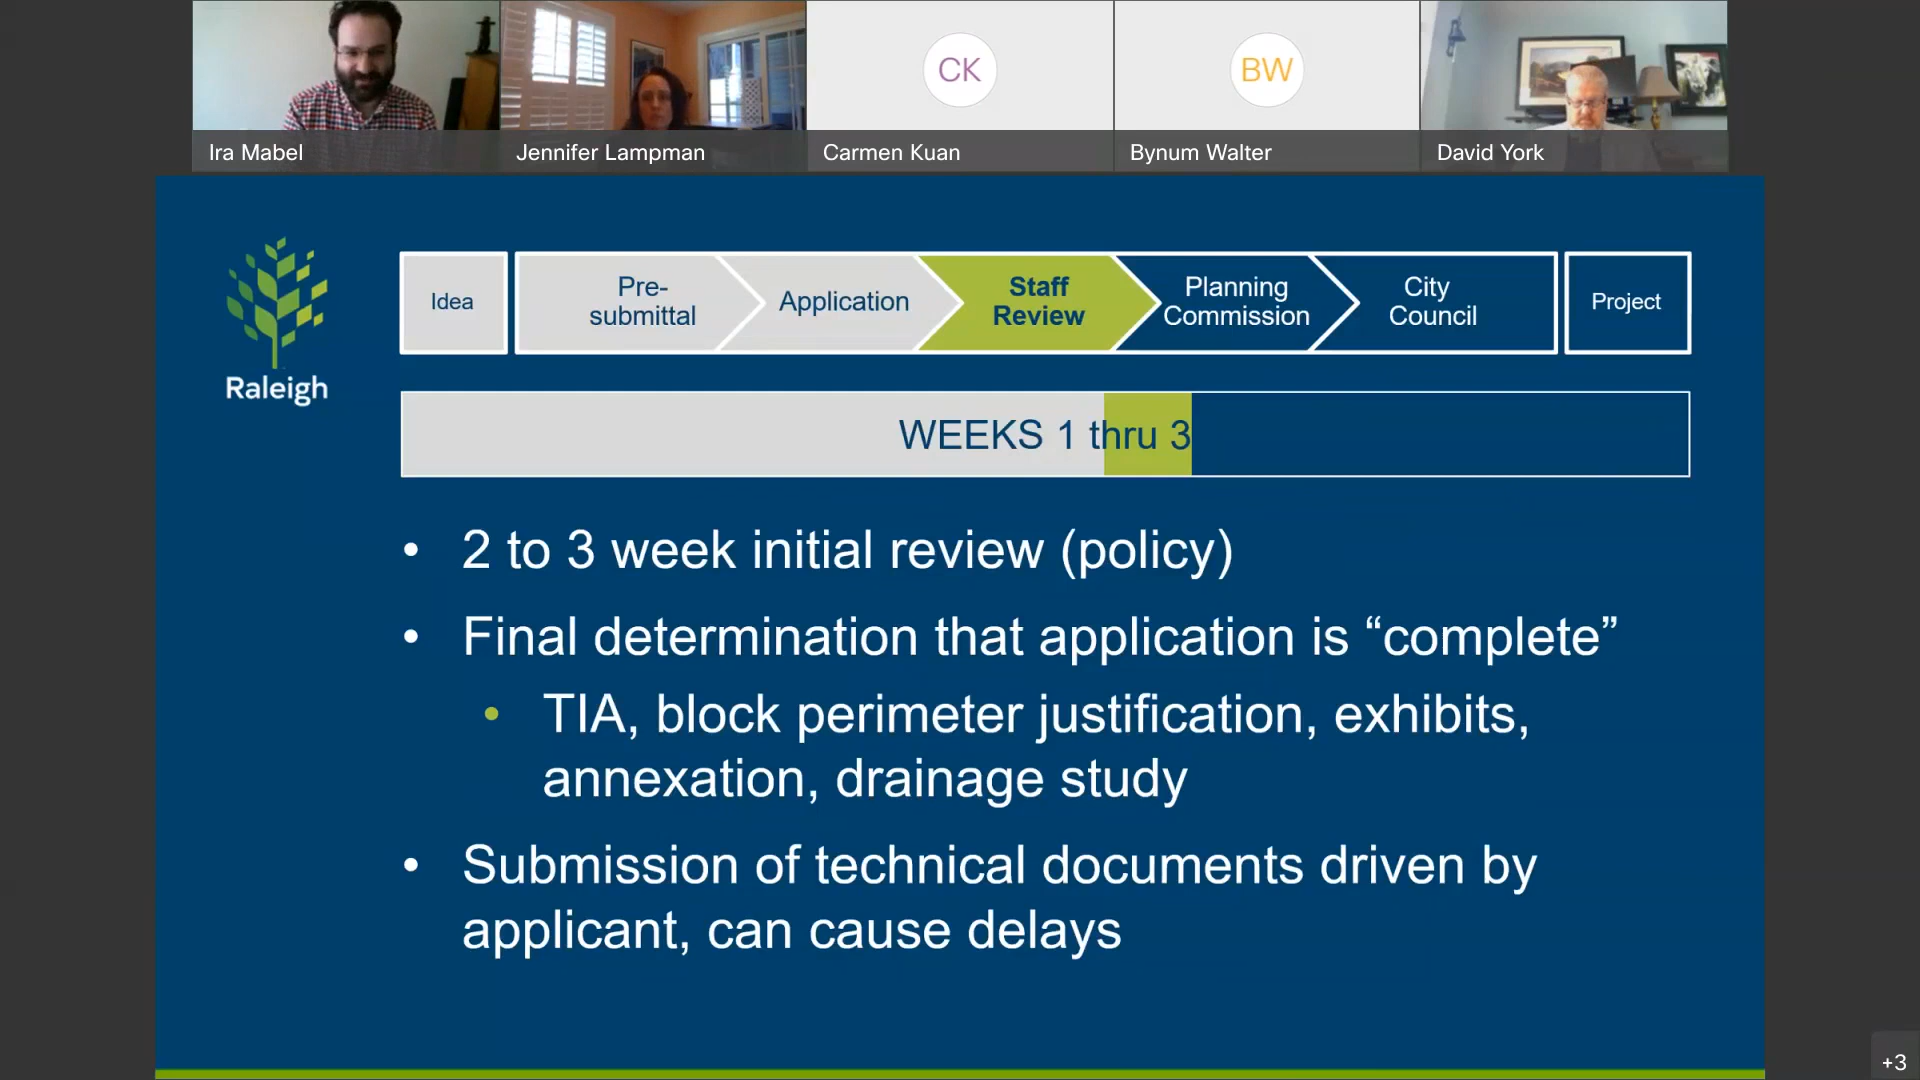 CK
BW
Ira Mabel
Jennifer Lampman
Carmen Kuan
Bynum Walter
David York
Raleigh
Idea
Pre-
submittal
Application
Staff
Review
Planning
Commission
City
Council
Project
WEEKS 1 thru 3
• 2 to 3 week initial review (policy)
• Final determination that application is “complete”
• TIA, block perimeter justification, exhibits,
annexation, drainage study
• Submission of technical documents driven by
applicant, can cause delays
+3